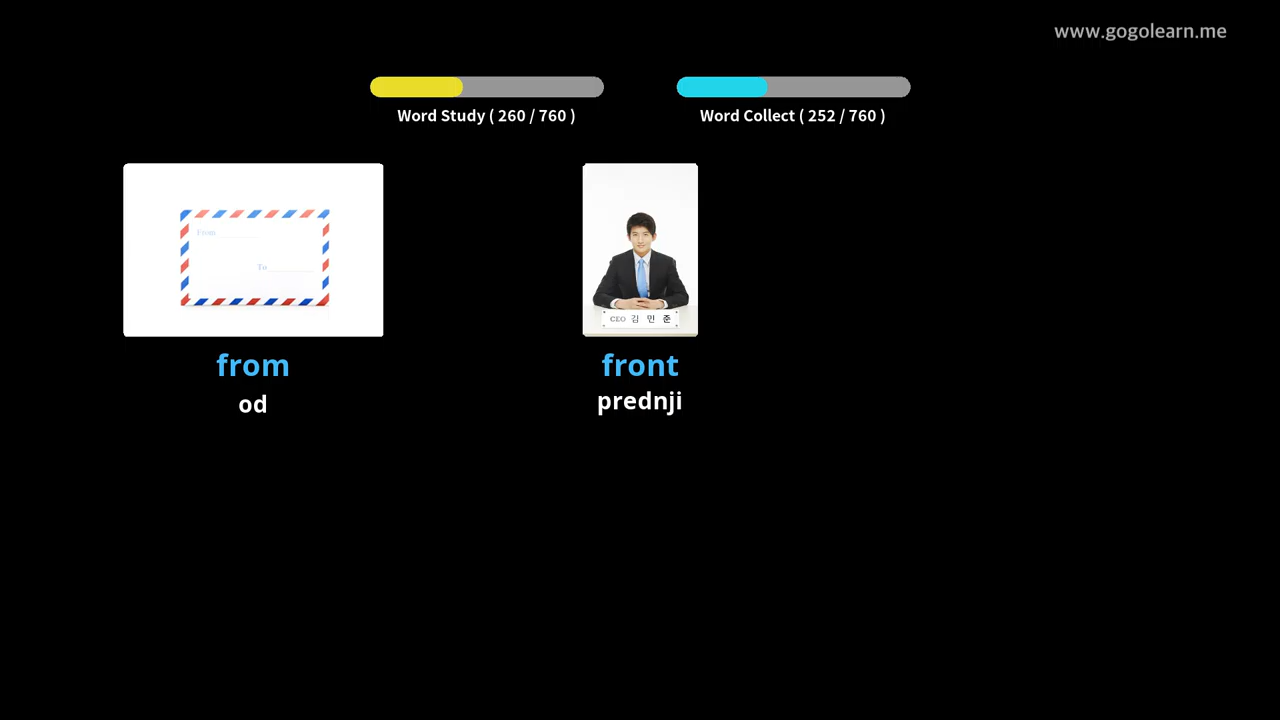 www.gogolearn.me
Word Study ( 260 / 760 )
Word Collect ( 252 / 760 )
From
To
CEO 김 민 준
from
front
od
prednji